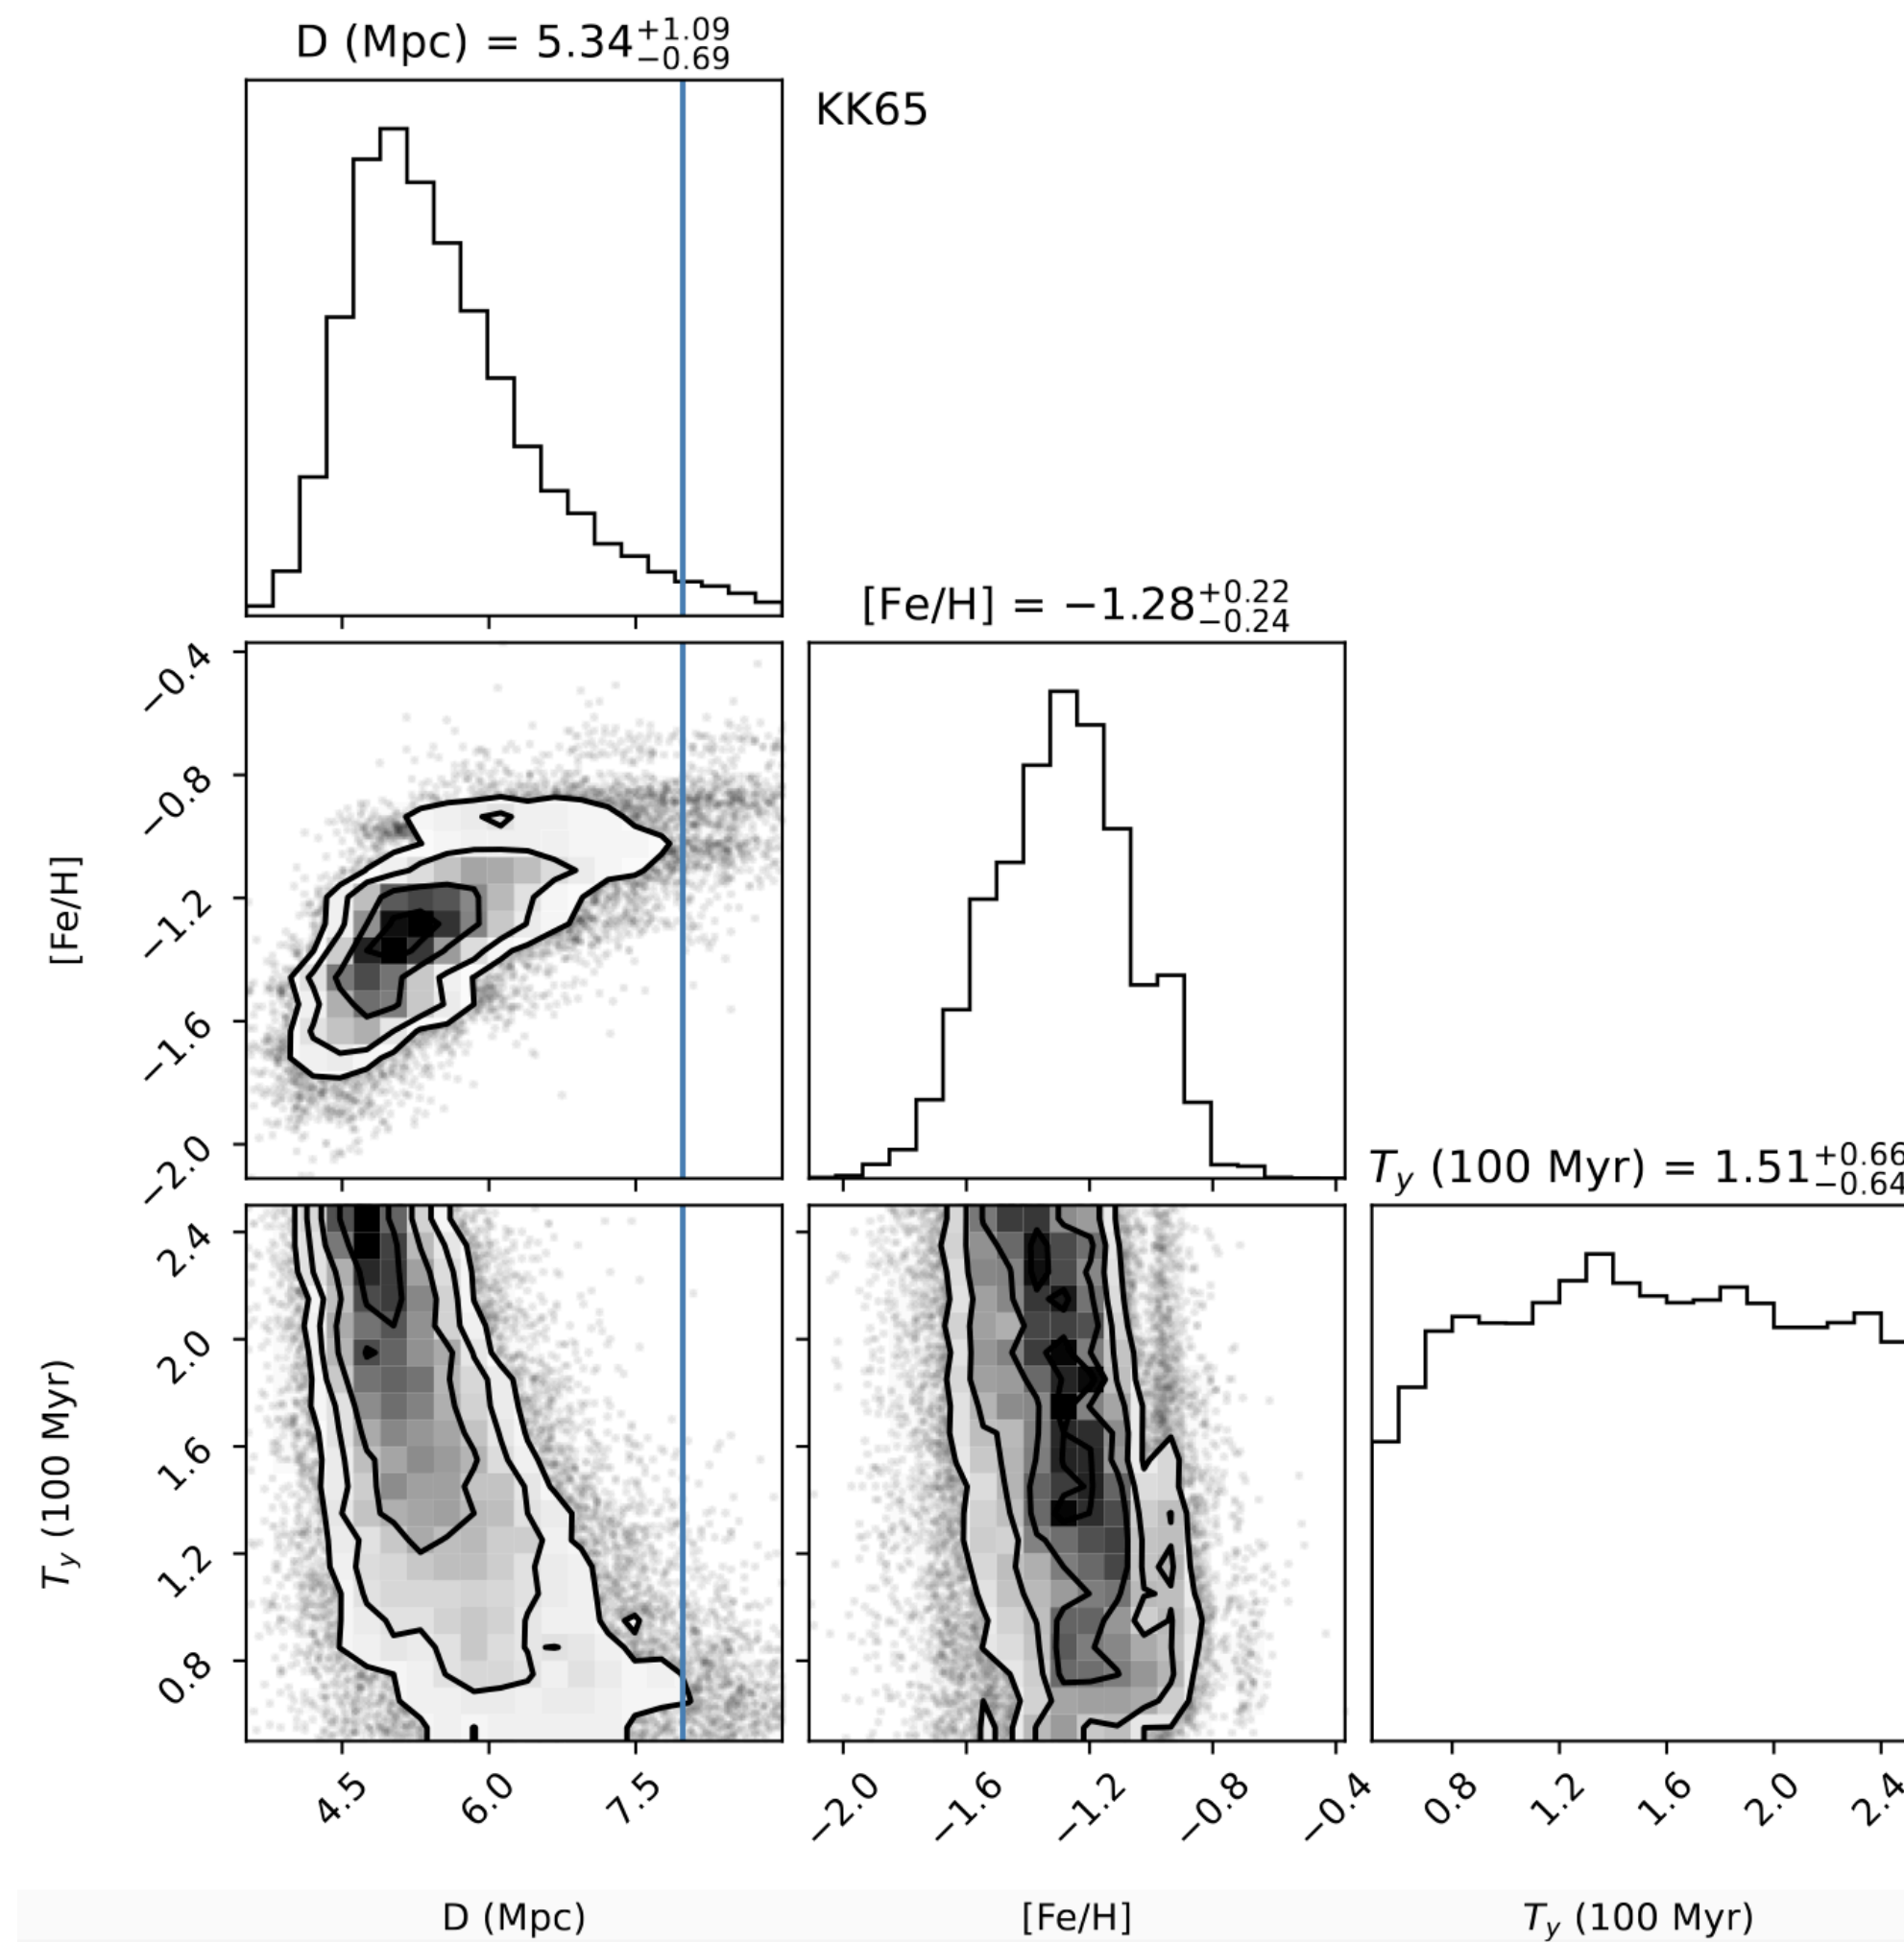 D (Mpc) = 5.34+1.09−0.69
KK65
[Fe/H] = −1.28+0.22−0.24
−0.4
−0.8
−1.2
−1.6
−2.0
[Fe/H]
Ty (100 Myr) = 1.51+0.66−0.64
2.4
2.0
1.6
1.2
0.8
Ty (100 Myr)
4.5 6.0 7.5 −2.0 −1.6 −1.2 −0.8 −0.4 0.8 1.2 1.6 2.0 2.4
D (Mpc) [Fe/H] Ty (100 Myr)